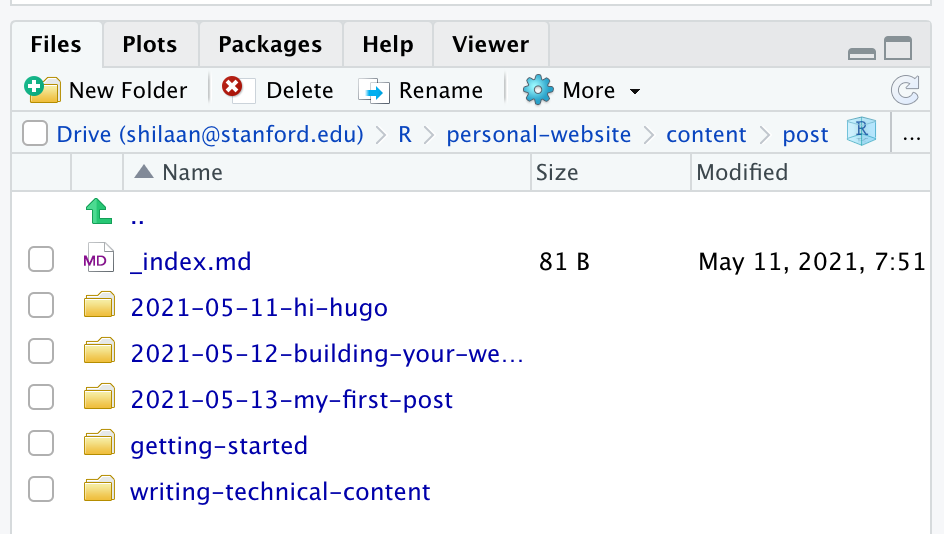 Files Plots Packages Help Viewer
New Folder Delete Rename More
Drive (shilaan@stanford.edu) > R > personal-website > content > post R ...
Name Size Modified
..
MD _index.md 81 B May 11, 2021, 7:51
2021-05-11-hi-hugo
2021-05-12-building-your-we...
2021-05-13-my-first-post
getting-started
writing-technical-content